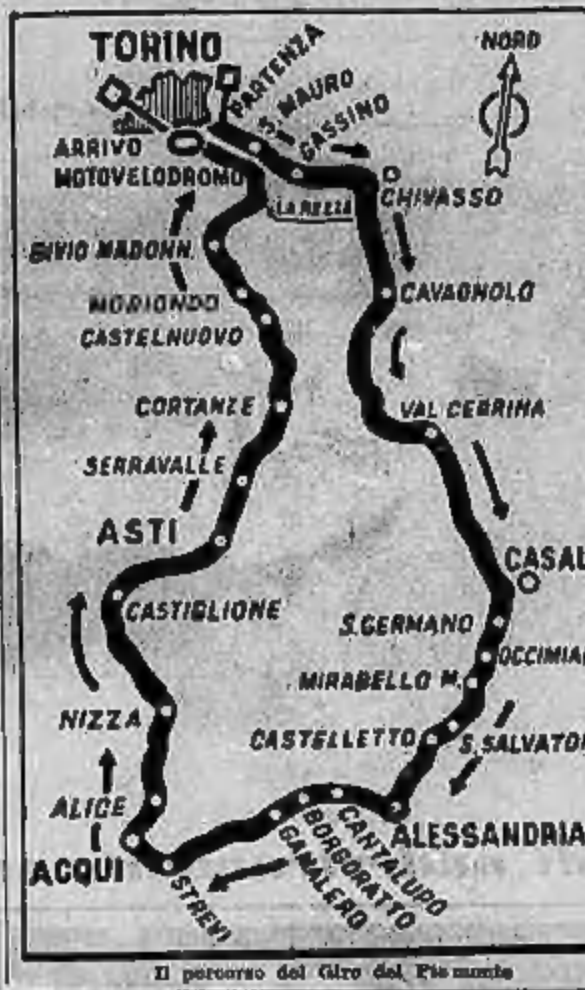 TORINO
NORD
PARTENZA
S. MAURO
GASSINO
ARRIVO
MOTOVELODROMO
LA REZZA
CHIVASSO
BIVIO MADONN.
CAVAGNOLO
MORIONDO
CASTELNUOVO
CORTANZE
VAL CERRINA
SERRAVALLE
ASTI
CASAL
CASTIGLIONE
S. GERMANO
OCCIMIAN
MIRABELLO M.
NIZZA
CASTELLETTO
S. SALVATOR
ALICE
ALESSANDRIA
CANTALUPO
BORGORATTO
GAMALERO
ACQUI
STREVI
Il percorso del Giro del Piemonte